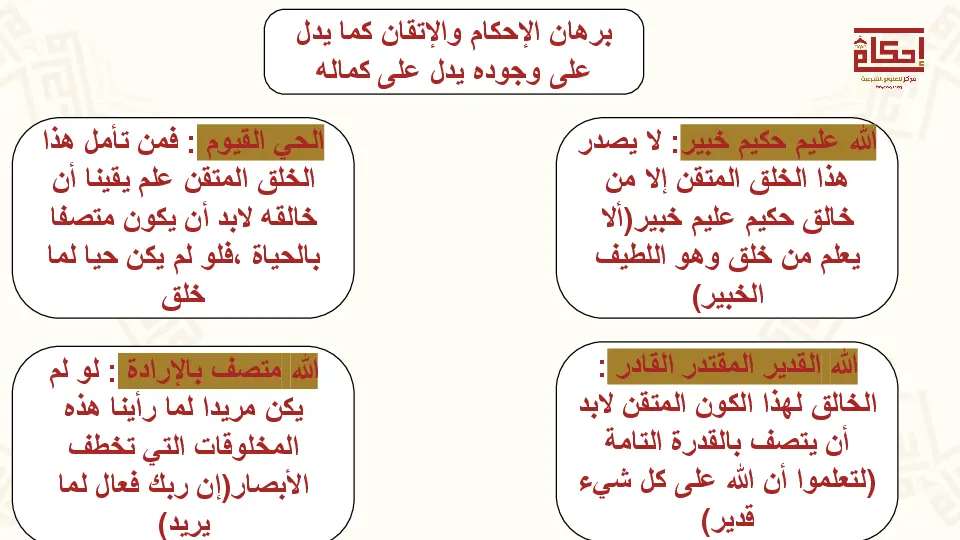 برهان الإحكام والإتقان كما يدل
على وجوده يدل على كماله
إحكام
مركز للعلوم الشرعية
الله عليم حكيم خبير: لا يصدر
هذا الخلق المتقن إلا من
خالق حكيم عليم خبير(ألا
يعلم من خلق وهو اللطيف
الخبير)
الحي القيوم : فمن تأمل هذا
الخلق المتقن علم يقينا أن
خالقه لابد أن يكون متصفا
بالحياة ،فلو لم يكن حيا لما
خلق
الله القدير المقتدر القادر :
الخالق لهذا الكون المتقن لابد
أن يتصف بالقدرة التامة
(لتعلموا أن الله على كل شيء
قدير)
الله متصف بالإرادة : لو لم
يكن مريدا لما رأينا هذه
المخلوقات التي تخطف
الأبصار(إن ربك فعال لما
يريد)